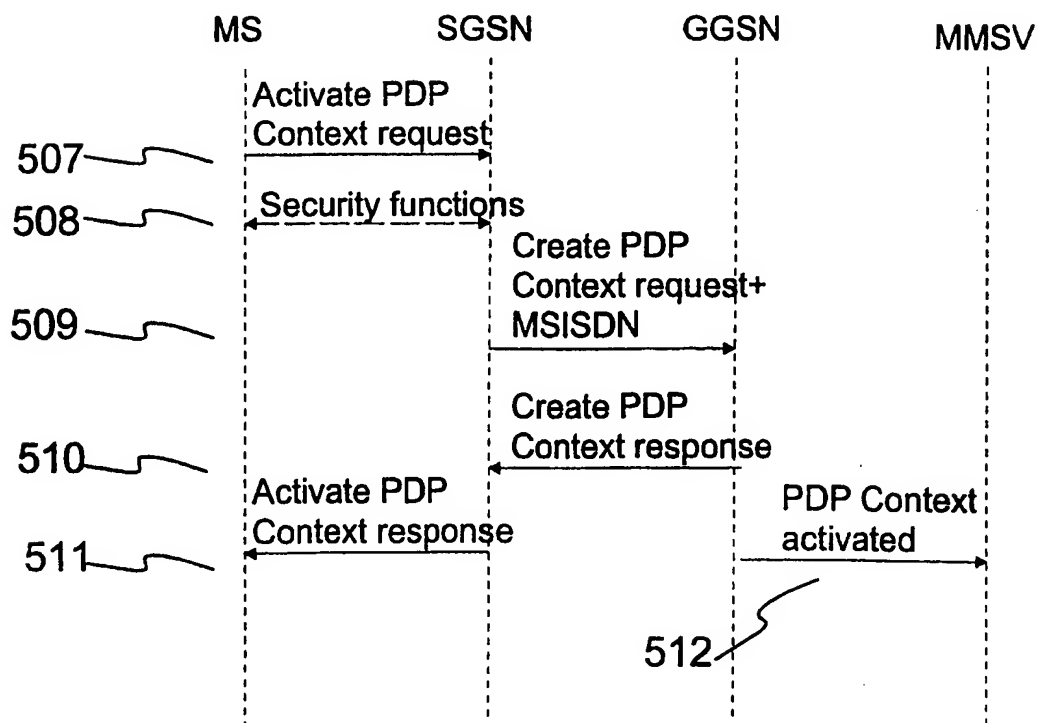 MS SGSN GGSN MMSV
Activate PDP
Context request
507
Security functions
508
Create PDP
Context request+
MSISDN
509
Create PDP
Context response
510
Activate PDP
Context response
511
PDP Context
activated
512